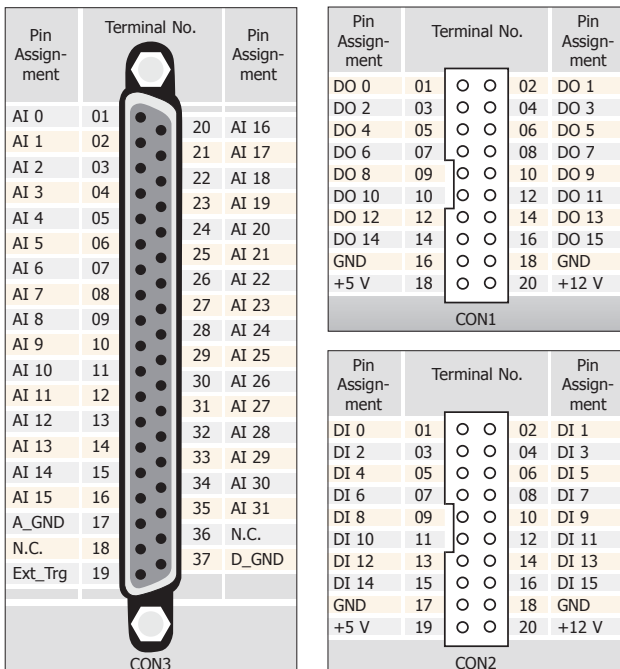 Pin Assign- ment Terminal No. Pin Assign- ment
AI 0 01
20 AI 16
AI 1 02
21 AI 17
AI 2 03
22 AI 18
AI 3 04
23 AI 19
AI 4 05
24 AI 20
AI 5 06
25 AI 21
AI 6 07
26 AI 22
AI 7 08
27 AI 23
AI 8 09
28 AI 24
AI 9 10
29 AI 25
AI 10 11
30 AI 26
AI 11 12
31 AI 27
AI 12 13
32 AI 28
AI 13 14
33 AI 29
AI 14 15
34 AI 30
AI 15 16
35 AI 31
A_GND 17
36 N.C.
N.C. 18
37 D_GND
Ext_Trg 19
CON3
Pin Assign- ment Terminal No. Pin Assign- ment
DO 0 01 02 DO 1
DO 2 03 04 DO 3
DO 4 05 06 DO 5
DO 6 07 08 DO 7
DO 8 09 10 DO 9
DO 10 10 12 DO 11
DO 12 12 14 DO 13
DO 14 14 16 DO 15
GND 16 18 GND
+5 V 18 20 +12 V
CON1
Pin Assign- ment Terminal No. Pin Assign- ment
DI 0 01 02 DI 1
DI 2 03 04 DI 3
DI 4 05 06 DI 5
DI 6 07 08 DI 7
DI 8 09 10 DI 9
DI 10 11 12 DI 11
DI 12 13 14 DI 13
DI 14 15 16 DI 15
GND 17 18 GND
+5 V 19 20 +12 V
CON2